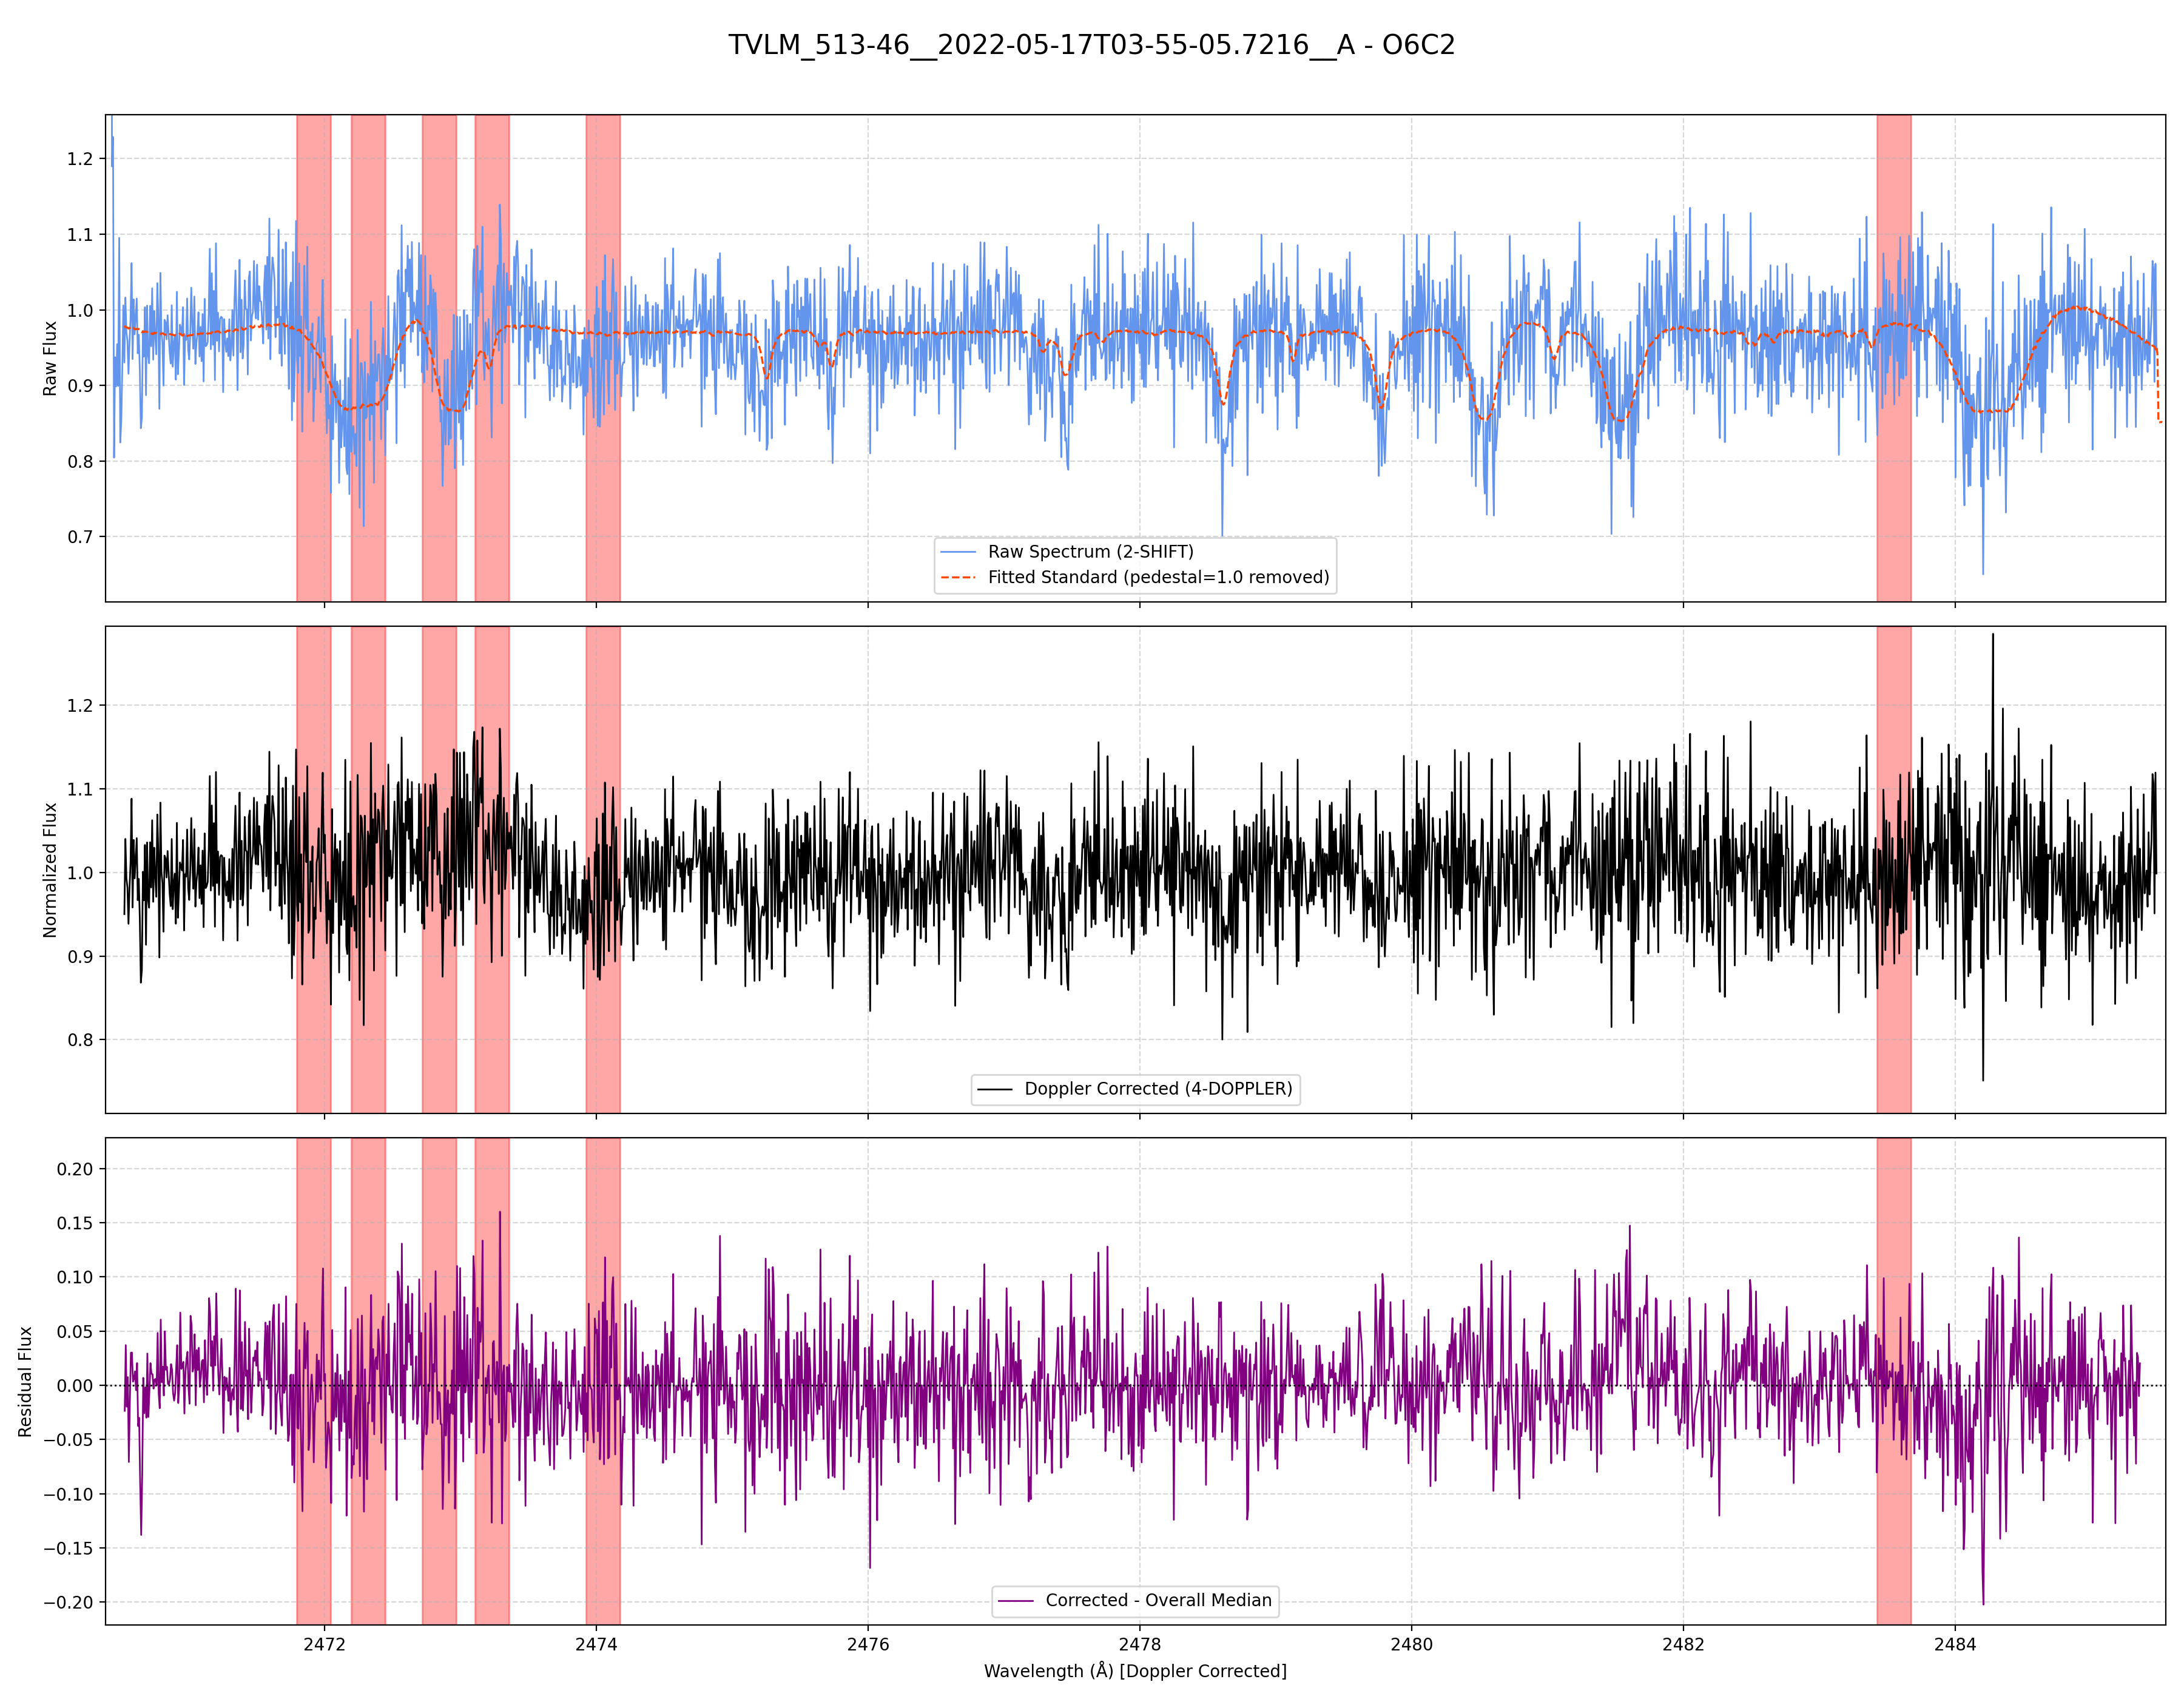 TVLM_513-46__2022-05-17T03-55-05.7216__A - O6C2
Raw Flux
1.2
1.1
1.0
0.9
0.8
0.7
Raw Spectrum (2-SHIFT)
Fitted Standard (pedestal=1.0 removed)
Normalized Flux
1.2
1.1
1.0
0.9
0.8
Doppler Corrected (4-DOPPLER)
Residual Flux
0.20
0.15
0.10
0.05
0.00
−0.05
−0.10
−0.15
−0.20
Corrected - Overall Median
2472 2474 2476 2478 2480 2482 2484
Wavelength (Å) [Doppler Corrected]